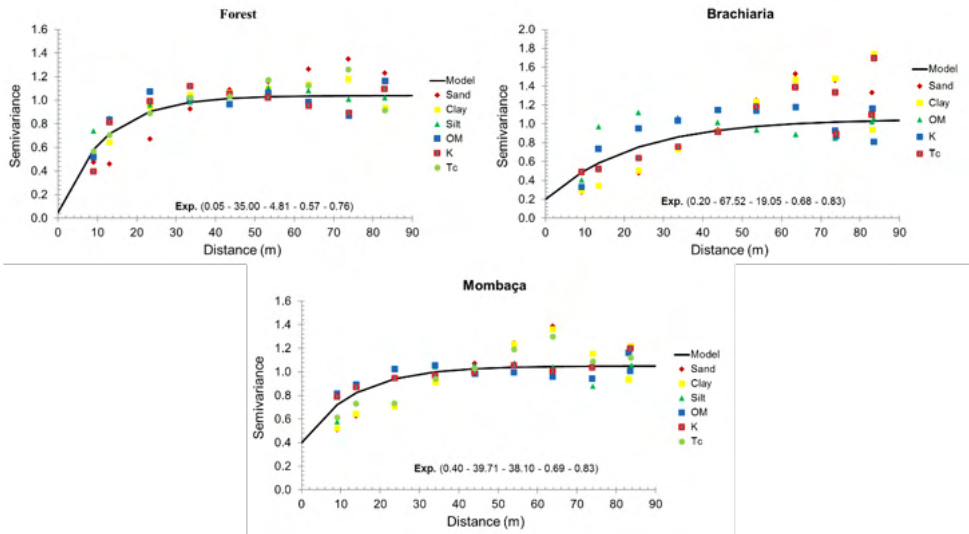 Forest
1.6
1.4
1.2
1.0
0.8
0.6
0.4
0.2
0.0
Semivariance
0 10 20 30 40 50 60 70 80 90
Distance (m)
Exp. (0.05 - 35.00 - 4.81 - 0.57 - 0.76)
Model
Sand
Clay
Silt
OM
K
Tc
Brachiaria
2.0
1.8
1.6
1.4
1.2
1.0
0.8
0.6
0.4
0.2
0.0
Semivariance
0 10 20 30 40 50 60 70 80 90
Distance (m)
Exp. (0.20 - 67.52 - 19.05 - 0.68 - 0.83)
Model
Sand
Clay
OM
K
Tc
Mombaça
1.6
1.4
1.2
1.0
0.8
0.6
0.4
0.2
0.0
Semivariance
0 10 20 30 40 50 60 70 80 90
Distance (m)
Exp. (0.40 - 39.71 - 38.10 - 0.69 - 0.83)
Model
Sand
Clay
Silt
OM
K
Tc